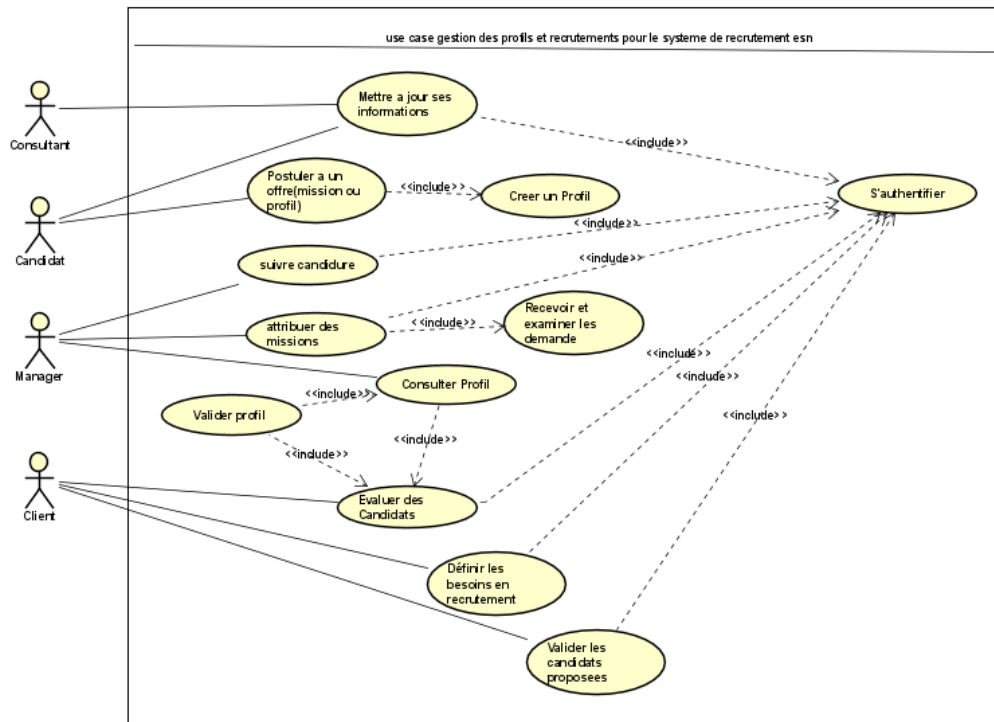 use case gestion des profils et recrutements pour le systeme de recrutement esn
Consultant
Mettre a jour ses
informations
<<include>>
Candidat
Postuler a un
offre(mission ou
profil)
<<include>>
Creer un Profil
S'authentifier
suivre candidure
<<include>>
<<include>>
Manager
attribuer des
missions
<<include>>
Recevoir et
examiner les
demande
Consulter Profil
<<include>>
Valider profil
<<include>>
<<include>>
<<include>>
<<include>>
<<include>>
Client
Evaluer des
Candidats
Définir les
besoins en
recrutement
Valider les
candidats
proposees